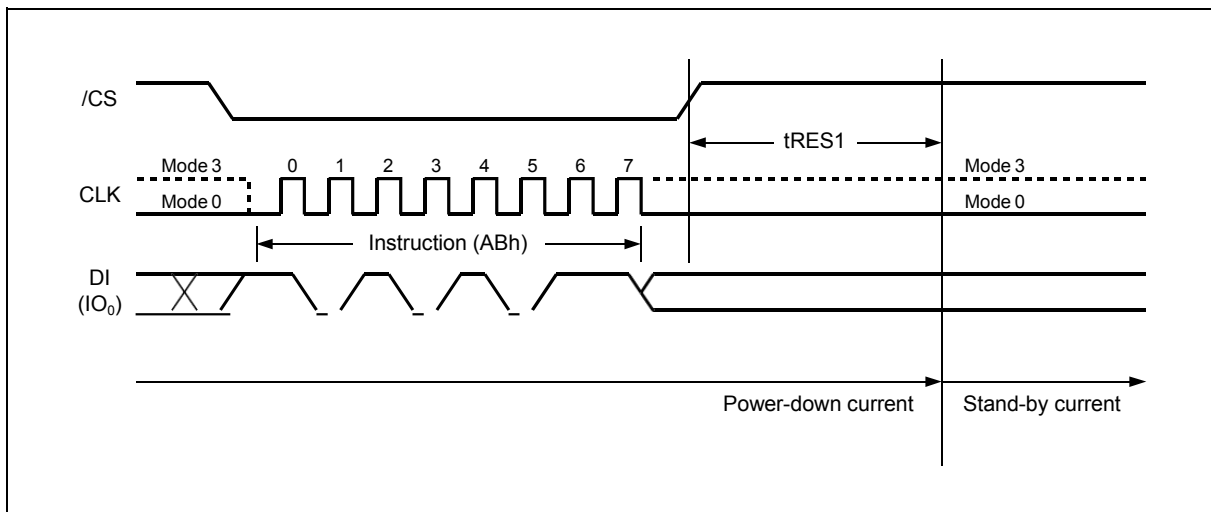 /CS
tRES1
Mode 3 0 1 2 3 4 5 6 7 Mode 3
CLK
Mode 0 Mode 0
Instruction (ABh)
DI
(IO₀)
Power-down current Stand-by current